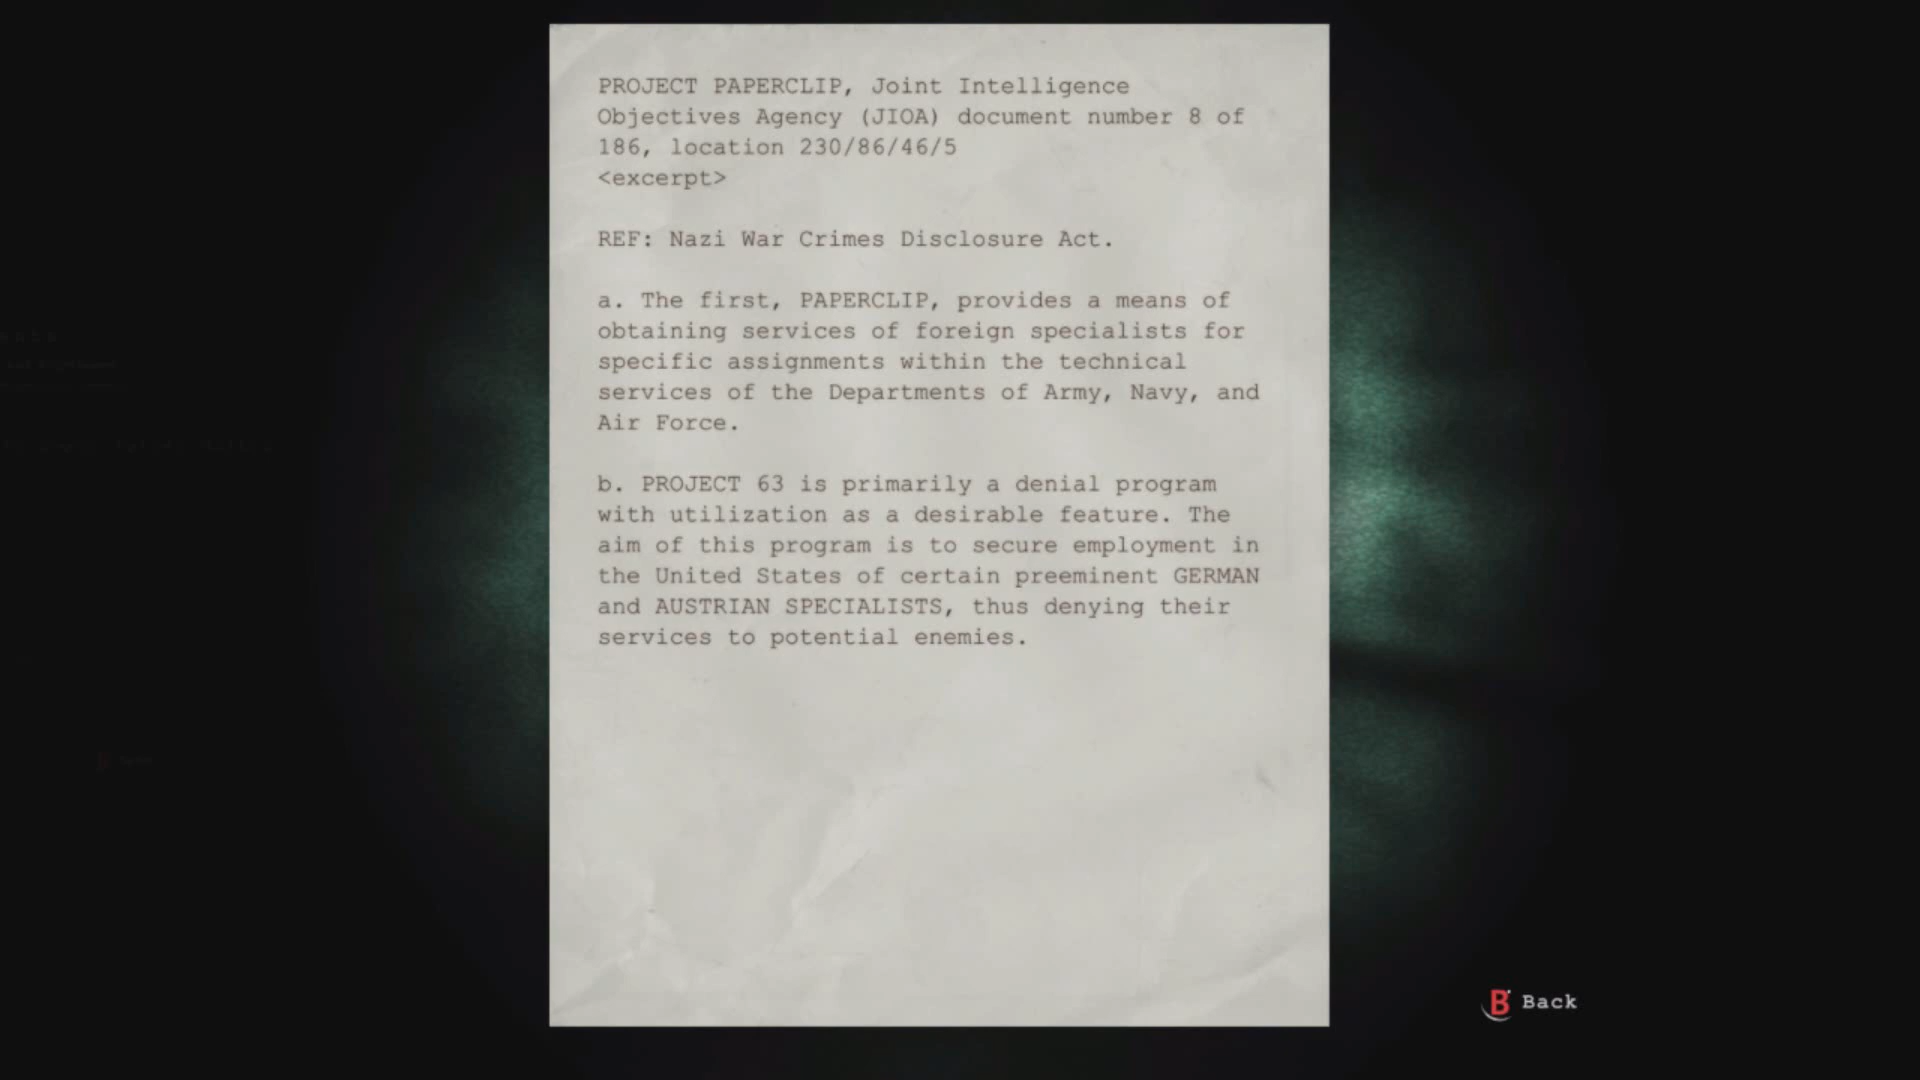 PROJECT PAPERCLIP, Joint Intelligence
Objectives Agency (JIOA) document number 8 of
186, location 230/86/46/5
<excerpt>
REF: Nazi War Crimes Disclosure Act.
a. The first, PAPERCLIP, provides a means of
obtaining services of foreign specialists for
specific assignments within the technical
services of the Departments of Army, Navy, and
Air Force.
b. PROJECT 63 is primarily a denial program
with utilization as a desirable feature. The
aim of this program is to secure employment in
the United States of certain preeminent GERMAN
and AUSTRIAN SPECIALISTS, thus denying their
services to potential enemies.
B Back